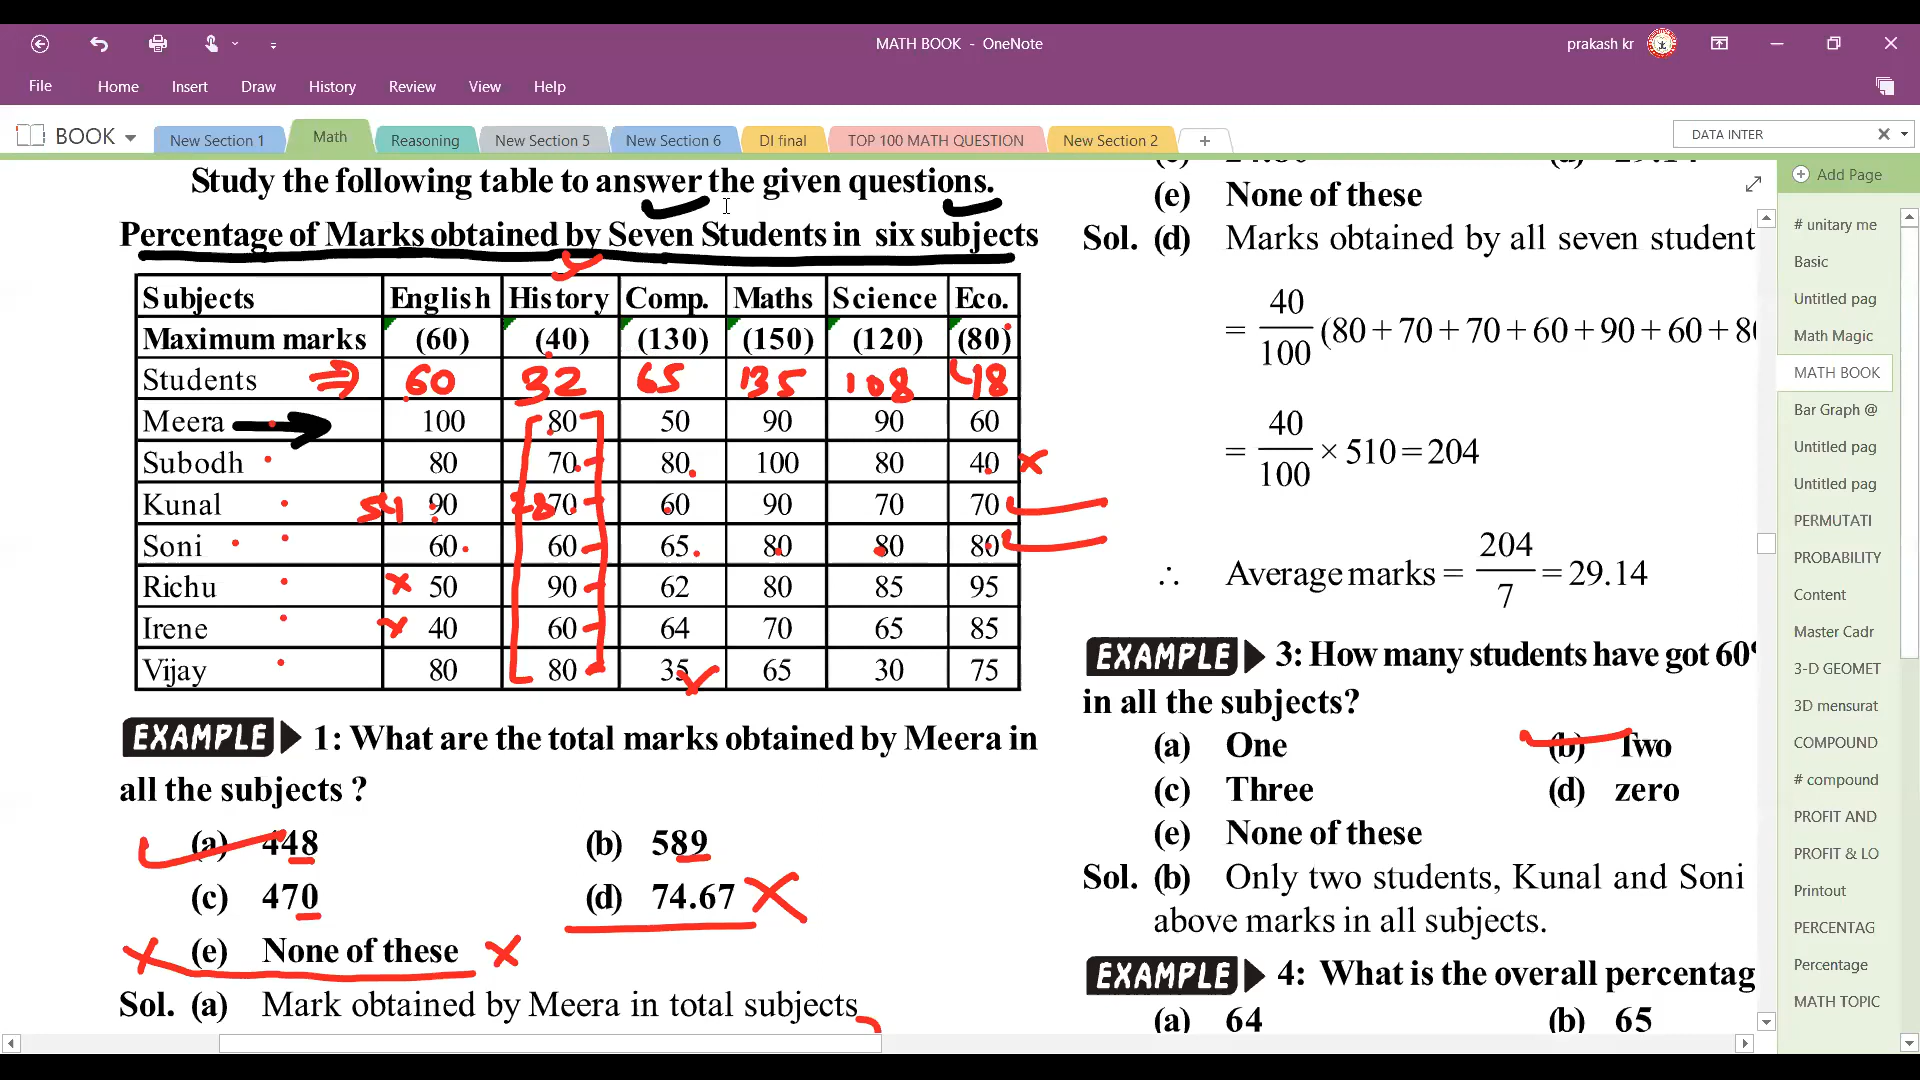 MATH BOOK - OneNote
prakash kr
File Home Insert Draw History Review View Help
BOOK New Section 1 Math Reasoning New Section 5 New Section 6 DI final TOP 100 MATH QUESTION New Section 2 +
DATA INTER
Study the following table to answer the given questions.
Percentage of Marks obtained by Seven Students in six subjects
Subjects English History Comp. Maths Science Eco.
Maximum marks (60) (40) (130) (150) (120) (80)
Students 60 32 65 135 108 48
Meera 100 80 50 90 90 60
Subodh 80 70 80 100 80 40
Kunal 54 90 28 70 60 90 70 70
Soni 60 60 65 80 80 80
Richu 50 90 62 80 85 95
Irene 40 60 64 70 65 85
Vijay 80 80 35 65 30 75
EXAMPLE 1: What are the total marks obtained by Meera in
all the subjects ?
(a) 448 (b) 589
(c) 470 (d) 74.67
(e) None of these
Sol. (a) Mark obtained by Meera in total subjects
(e) None of these
Sol. (d) Marks obtained by all seven student
= 40/100 (80+70+70+60+90+60+80
= 40/100 × 510=204
∴ Average marks = 204/7 =29.14
EXAMPLE 3: How many students have got 60%
in all the subjects?
(a) One (b) Two
(c) Three (d) zero
(e) None of these
Sol. (b) Only two students, Kunal and Soni
above marks in all subjects.
EXAMPLE 4: What is the overall percentag
(a) 64 (b) 65
Add Page
# unitary me
Basic
Untitled pag
Math Magic
MATH BOOK
Bar Graph @
Untitled pag
Untitled pag
PERMUTATI
PROBABILITY
Content
Master Cadr
3-D GEOMET
3D mensurat
COMPOUND
# compound
PROFIT AND
PROFIT & LO
Printout
PERCENTAG
Percentage
MATH TOPIC